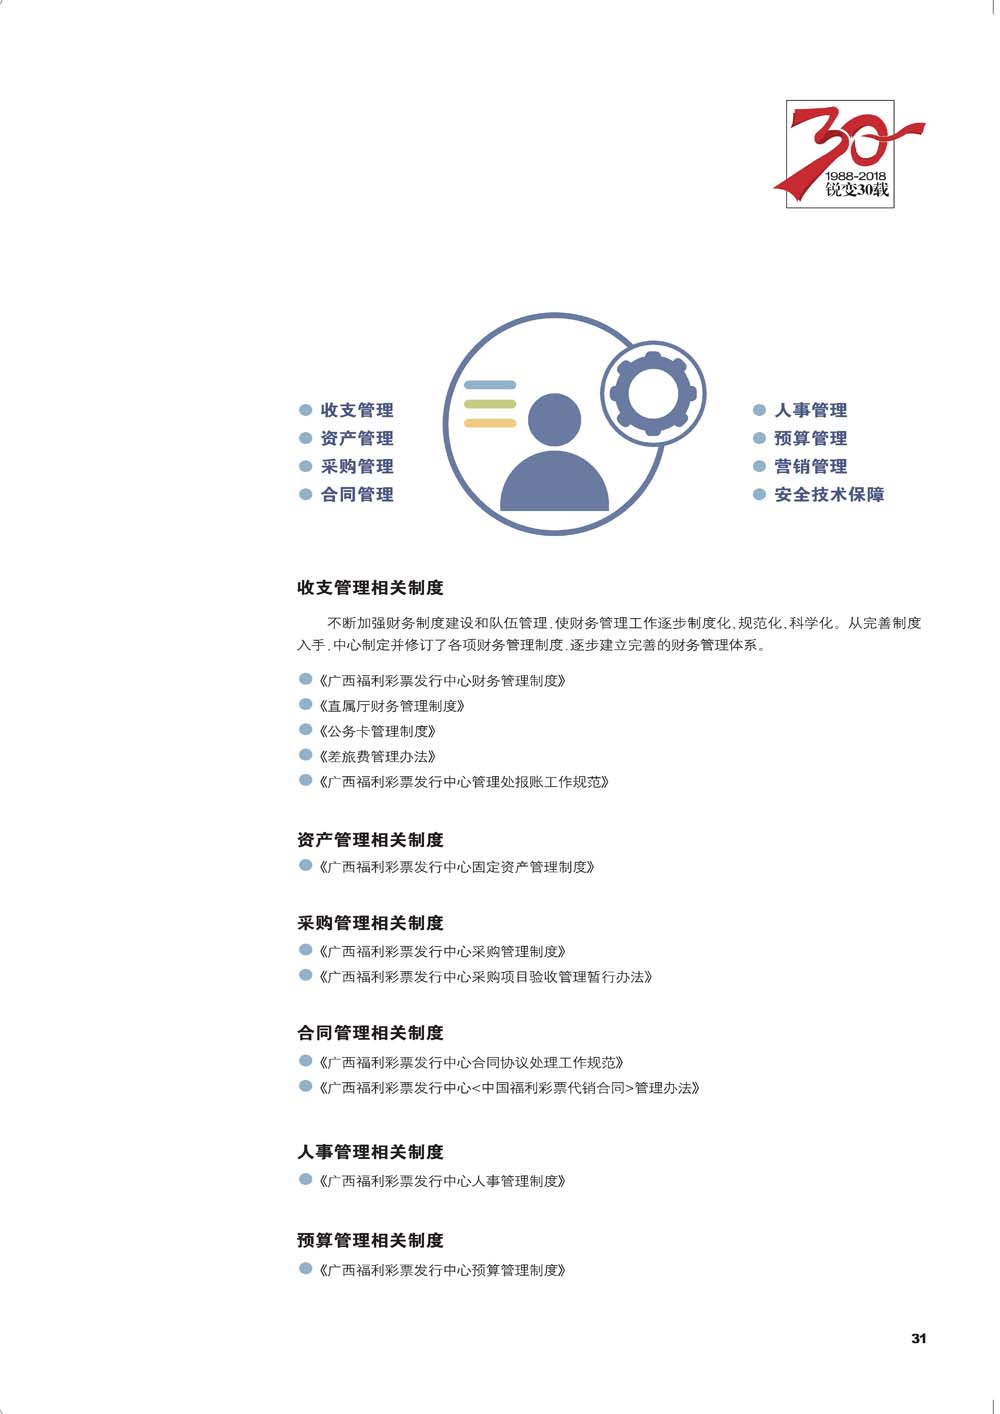 30
1988-2018
锐变30载
收支管理
资产管理
采购管理
合同管理
人事管理
预算管理
营销管理
安全技术保障
收支管理相关制度
不断加强财务制度建设和队伍管理,使财务管理工作逐步制度化,规范化,科学化。从完善制度
入手,中心制定并修订了各项财务管理制度,逐步建立完善的财务管理体系。
《广西福利彩票发行中心财务管理制度》
《直属厅财务管理制度》
《公务卡管理制度》
《差旅费管理办法》
《广西福利彩票发行中心管理处报账工作规范》
资产管理相关制度
《广西福利彩票发行中心固定资产管理制度》
采购管理相关制度
《广西福利彩票发行中心采购管理制度》
《广西福利彩票发行中心采购项目验收管理暂行办法》
合同管理相关制度
《广西福利彩票发行中心合同协议处理工作规范》
《广西福利彩票发行中心<中国福利彩票代销合同>管理办法》
人事管理相关制度
《广西福利彩票发行中心人事管理制度》
预算管理相关制度
《广西福利彩票发行中心预算管理制度》
31